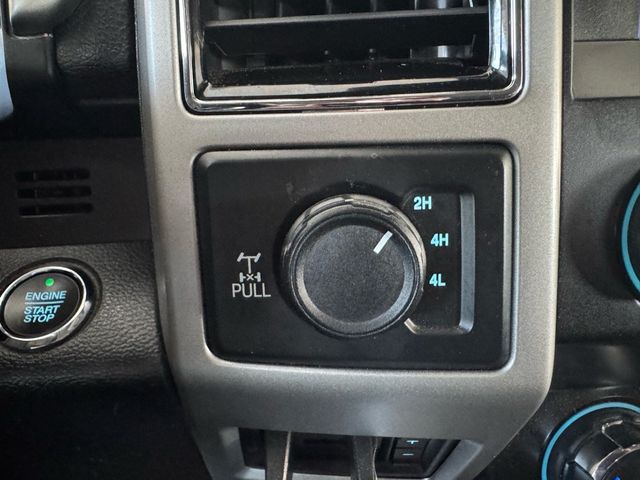 2H
4H
4L
PULL
ENGINE
START
STOP
+
-